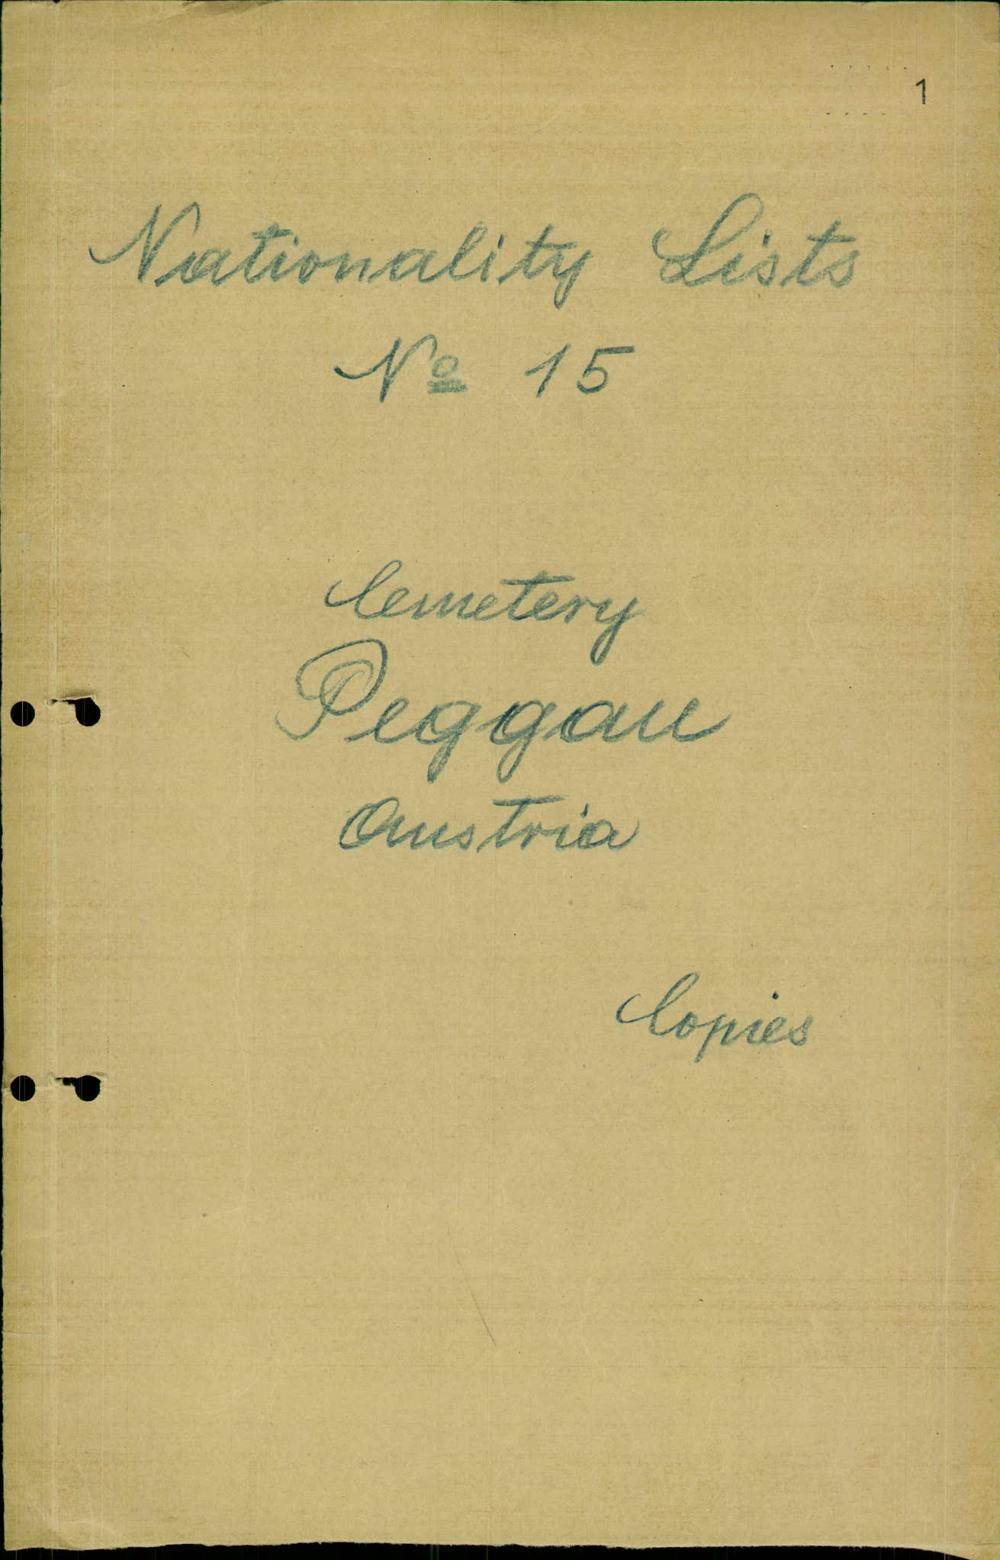 1
Nationality Lists
Nº 15
Cemetery
Peggau
Austria
Copies